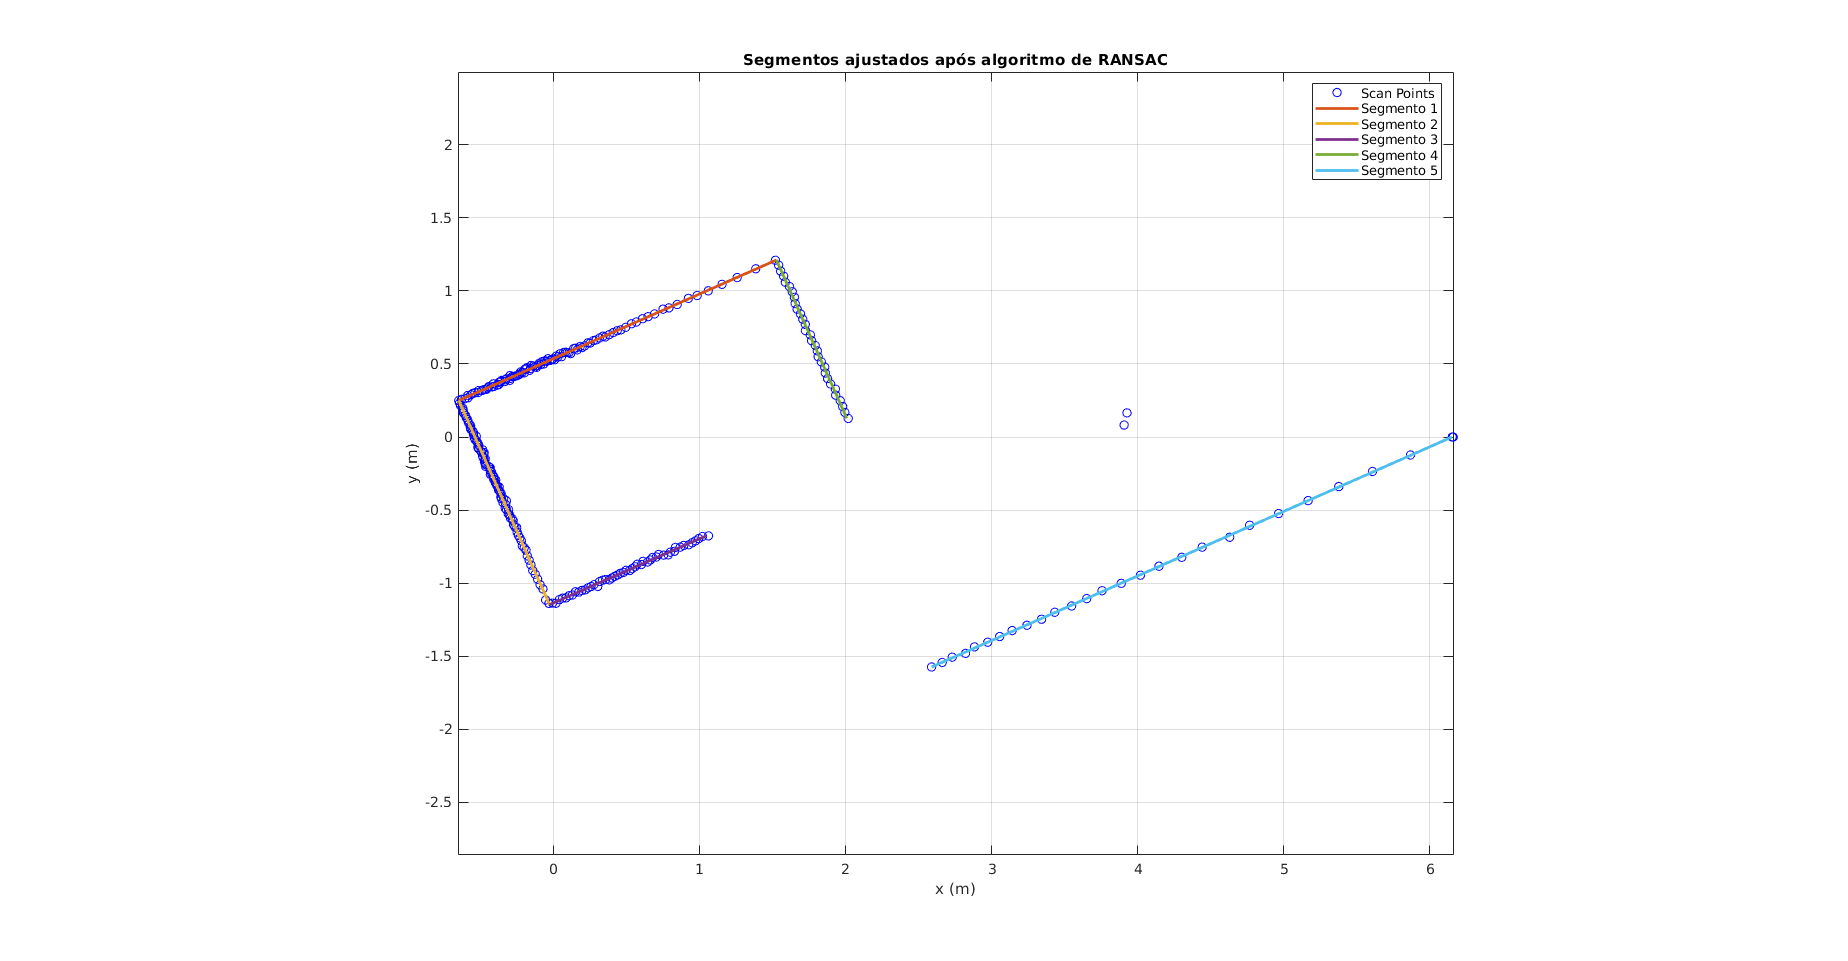 Segmentos ajustados após algoritmo de RANSAC
Scan Points
Segmento 1
Segmento 2
Segmento 3
Segmento 4
Segmento 5
2
1.5
1
0.5
0
-0.5
-1
-1.5
-2
-2.5
y (m)
0 1 2 3 4 5 6
x (m)